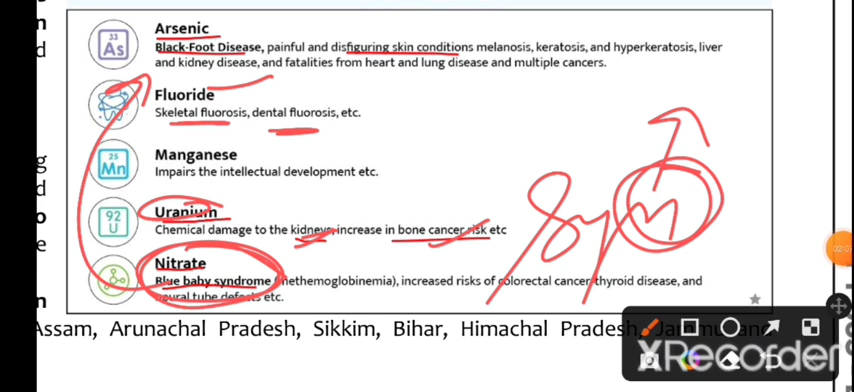 n
d
33
As
Arsenic
Black-Foot Disease, painful and disfiguring skin conditions melanosis, keratosis, and hyperkeratosis, liver
and kidney disease, and fatalities from heart and lung disease and multiple cancers.
Fluoride
Skeletal fluorosis, dental fluorosis, etc.
25
Mn
Manganese
Impairs the intellectual development etc.
g
d
o
e
92
U
Uranium
Chemical damage to the kidneys, increase in bone cancer risk etc
Nitrate
Blue baby syndrome (methemoglobinemia), increased risks of colorectal cancer, thyroid disease, and
neural tube defects etc.
n
Assam, Arunachal Pradesh, Sikkim, Bihar, Himachal Pradesh, Jammu and
XRecorder